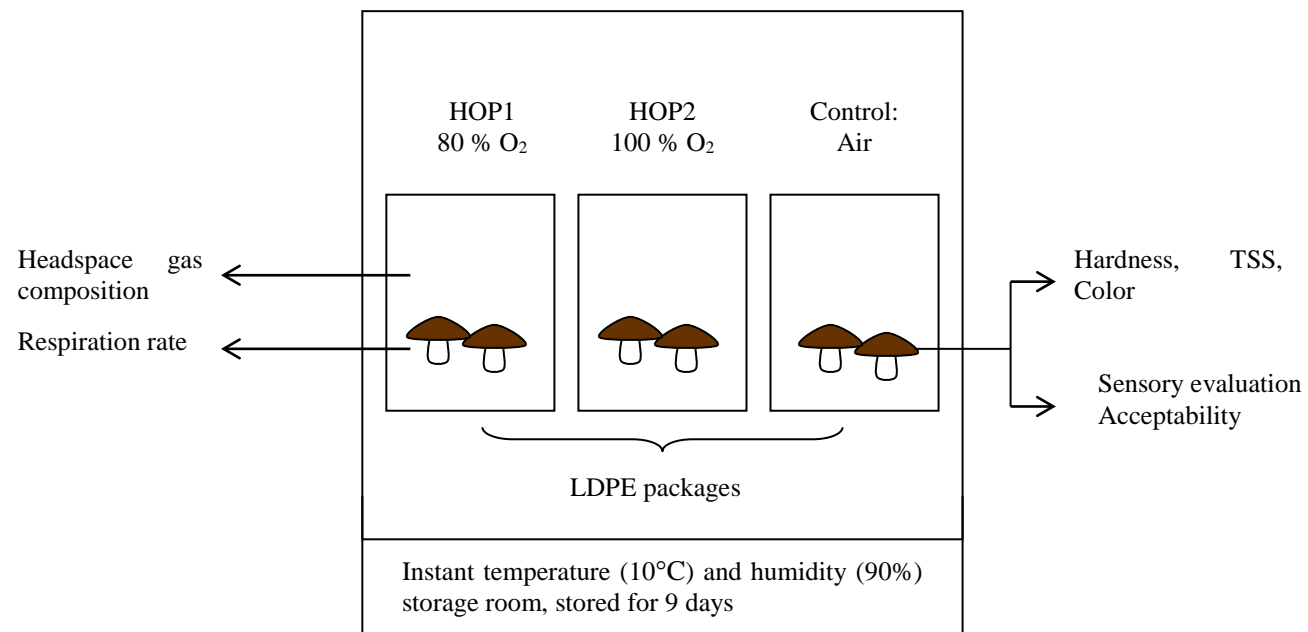 HOP1
80 % O₂
HOP2
100 % O₂
Control:
Air
Headspace gas
composition
Respiration rate
Hardness, TSS,
Color
Sensory evaluation
Acceptability
LDPE packages
Instant temperature (10°C) and humidity (90%)
storage room, stored for 9 days